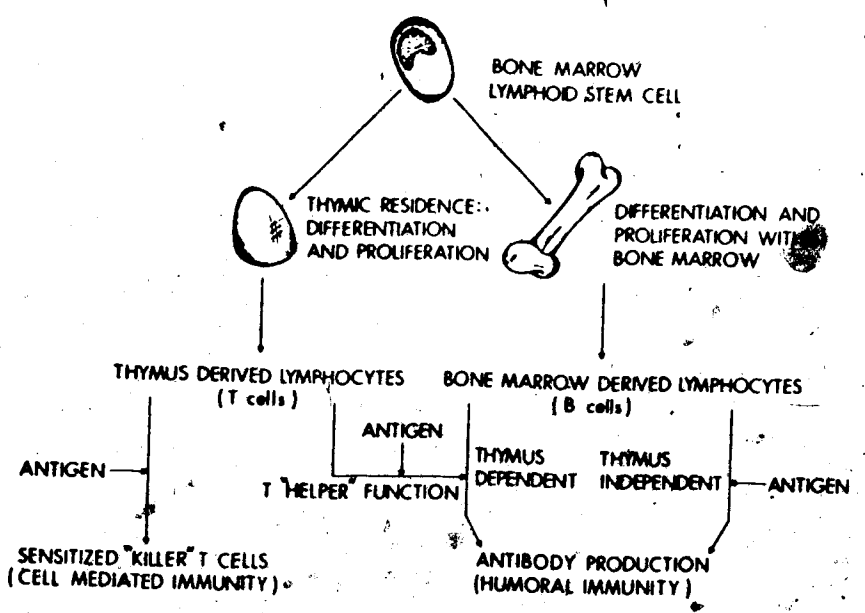 BONE MARROW
LYMPHOID STEM CELL
THYMIC RESIDENCE:
DIFFERENTIATION
AND PROLIFERATION
DIFFERENTIATION AND
PROLIFERATION
BONE MARROW
THYMUS DERIVED LYMPHOCYTES
(T cells)
BONE MARROW DERIVED LYMPHOCYTES
(B cells)
ANTIGEN
ANTIGEN
T "HELPER" FUNCTION
THYMUS
DEPENDENT
THYMUS
INDEPENDENT
ANTIGEN
SENSITIZED "KILLER" T CELLS
(CELL MEDIATED IMMUNITY)
ANTIBODY PRODUCTION
(HUMORAL IMMUNITY)